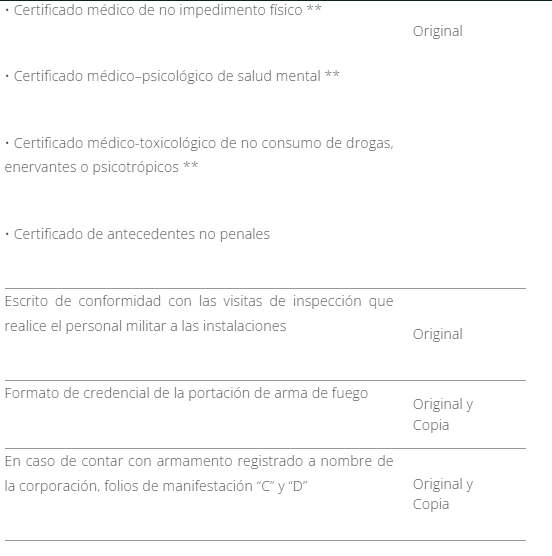 • Certificado médico de no impedimento físico **
Original
• Certificado médico–psicológico de salud mental **
• Certificado médico-toxicológico de no consumo de drogas,
enervantes o psicotrópicos **
• Certificado de antecedentes no penales
Escrito de conformidad con las visitas de inspección que
realice el personal militar a las instalaciones
Original
Formato de credencial de la portación de arma de fuego
Original y
Copia
En caso de contar con armamento registrado a nombre de
la corporación, folios de manifestación “C” y “D”
Original y
Copia